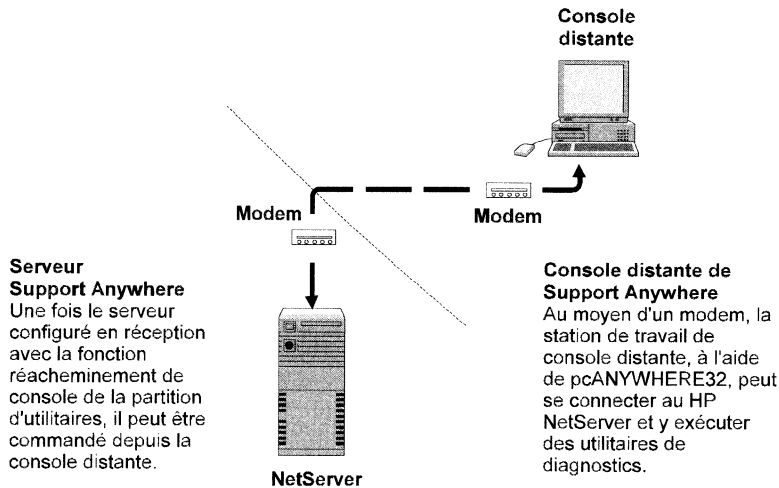 Console
distante
Modem
Modem
Serveur
Support Anywhere
Une fois le serveur
configuré en réception
avec la fonction
réacheminement de
console de la partition
d'utilitaires, il peut être
commandé depuis la
console distante.
NetServer
Console distante de
Support Anywhere
Au moyen d'un modem, la
station de travail de
console distante, à l'aide
de pcANYWHERE32, peut
se connecter au HP
NetServer et y exécuter
des utilitaires de
diagnostics.